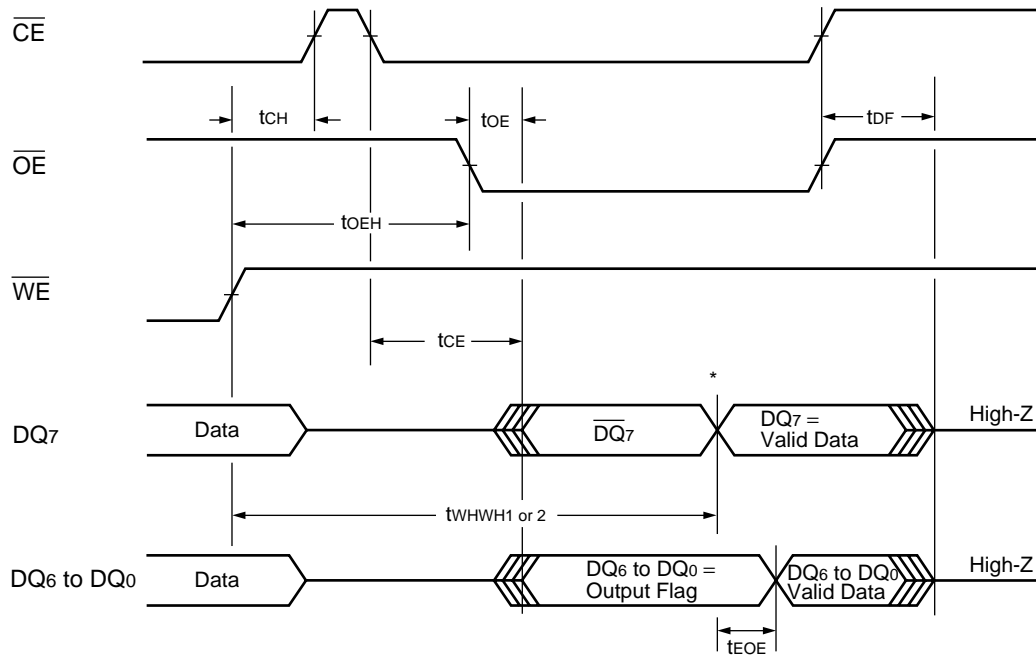 CE
tCH
tOE
tDF
OE
tOEH
WE
tCE
*
DQ7
Data
DQ7
DQ7 =
Valid Data
High-Z
tWHWH1 or 2
DQ6 to DQ0
Data
DQ6 to DQ0 =
Output Flag
DQ6 to DQ0
Valid Data
High-Z
tEOE